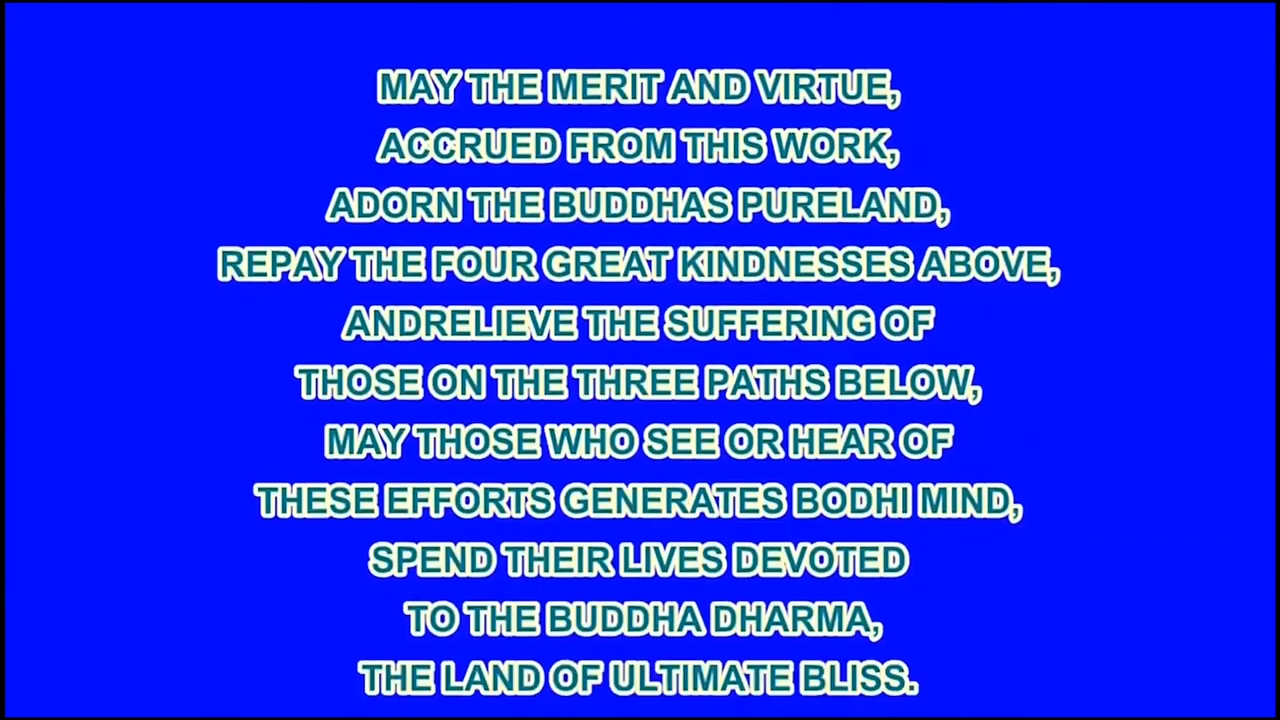 MAY THE MERIT AND VIRTUE,
ACCRUED FROM THIS WORK,
ADORN THE BUDDHAS PURELAND,
REPAY THE FOUR GREAT KINDNESSES ABOVE,
ANDRELIEVE THE SUFFERING OF
THOSE ON THE THREE PATHS BELOW,
MAY THOSE WHO SEE OR HEAR OF
THESE EFFORTS GENERATES BODHI MIND,
SPEND THEIR LIVES DEVOTED
TO THE BUDDHA DHARMA,
THE LAND OF ULTIMATE BLISS.